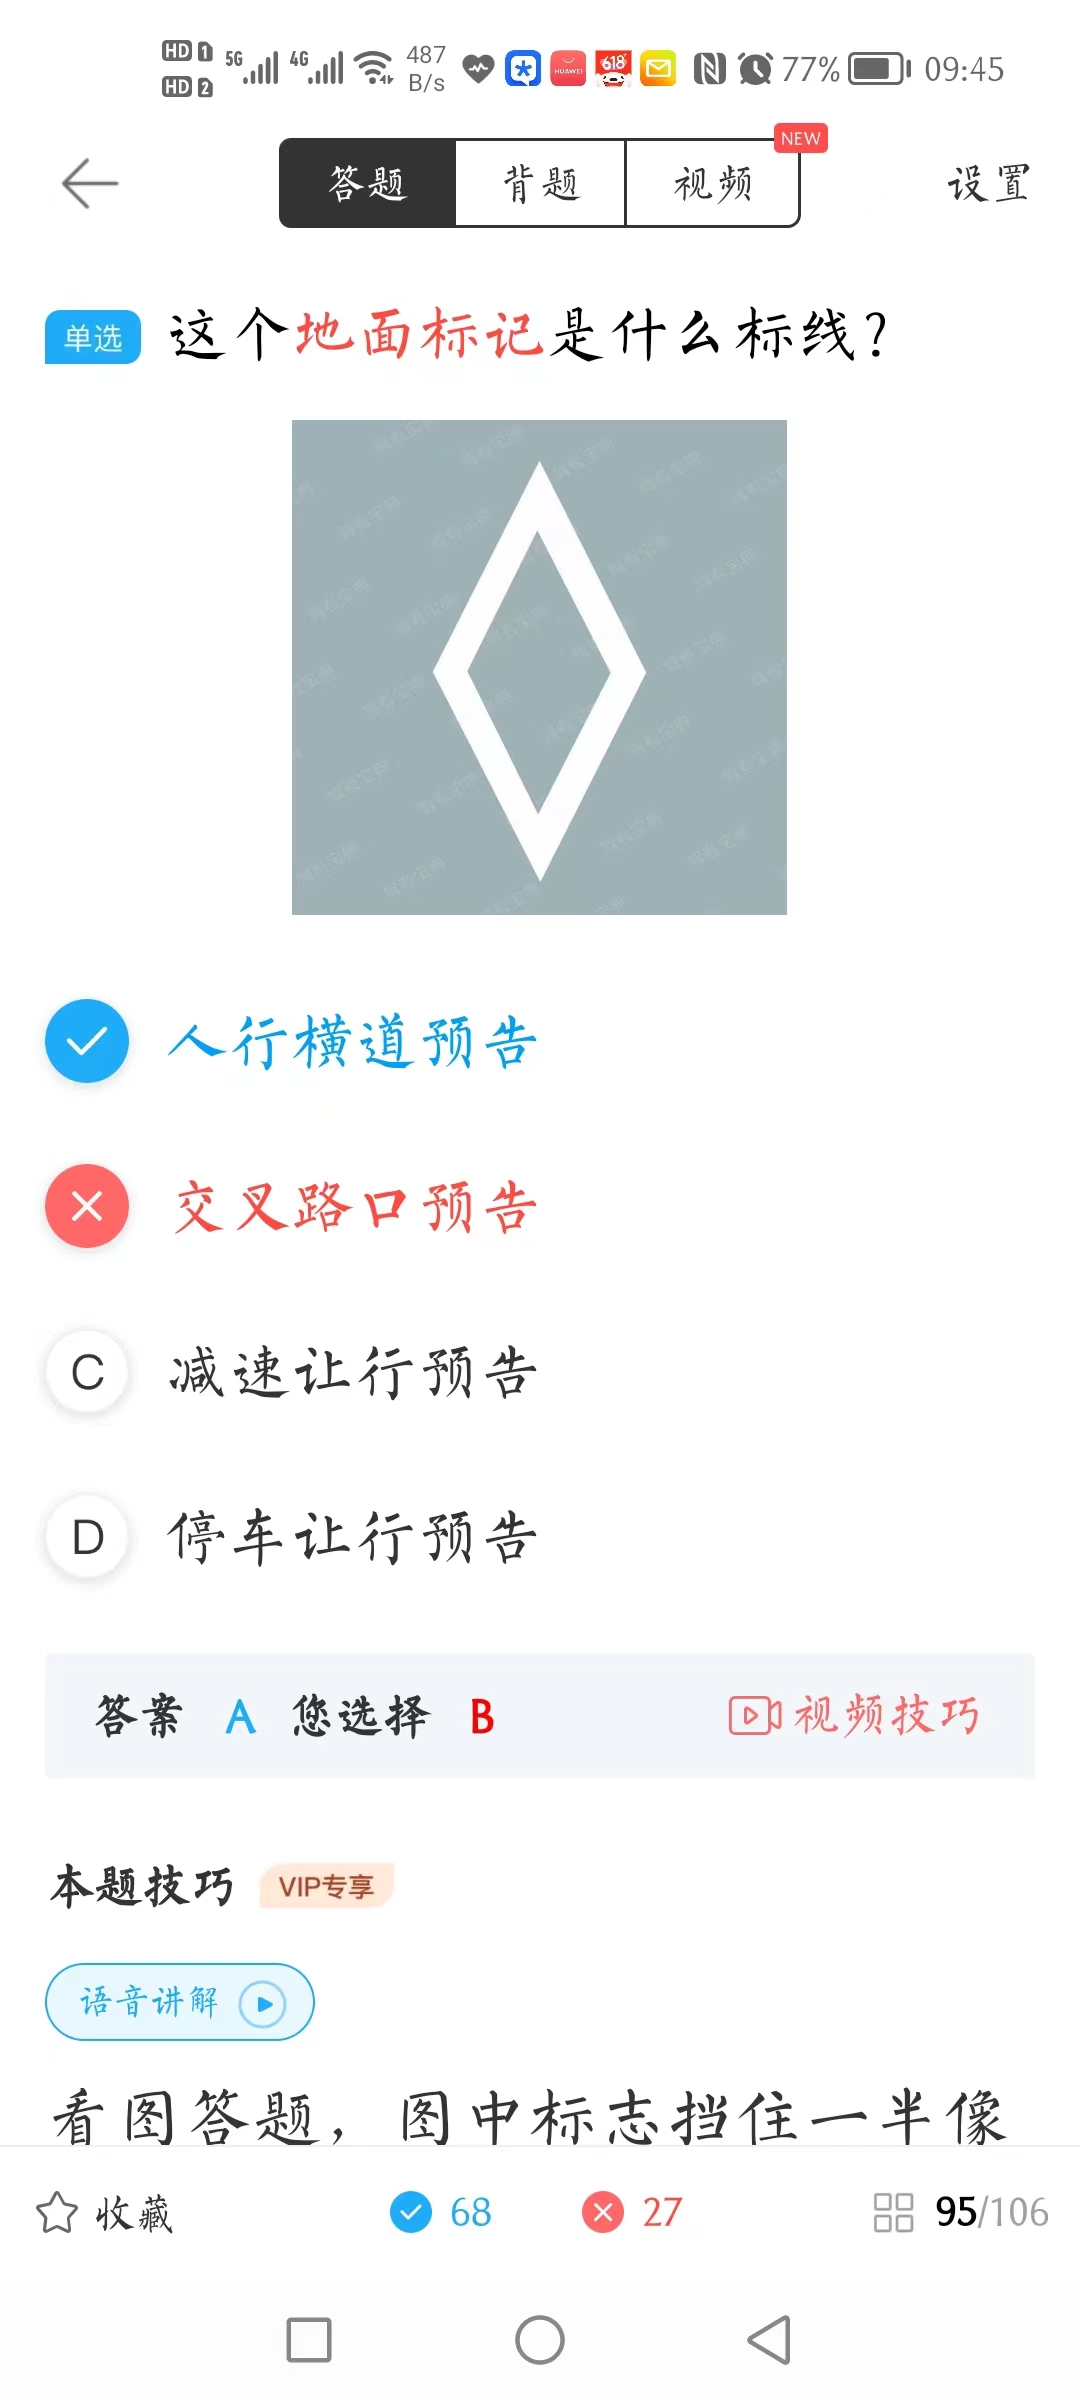 HD 1 5G 4G 487 HUAWEI 618 77% 09:45
HD 2 B/s
NEW
答题 背题 视频 设置
单选 这个地面标记是什么标线？
驾考宝典
人行横道预告
交叉路口预告
C 减速让行预告
D 停车让行预告
答案 A 您选择 B 视频技巧
本题技巧 VIP专享
语音讲解
看图答题，图中标志挡住一半像
收藏 68 27 95/106